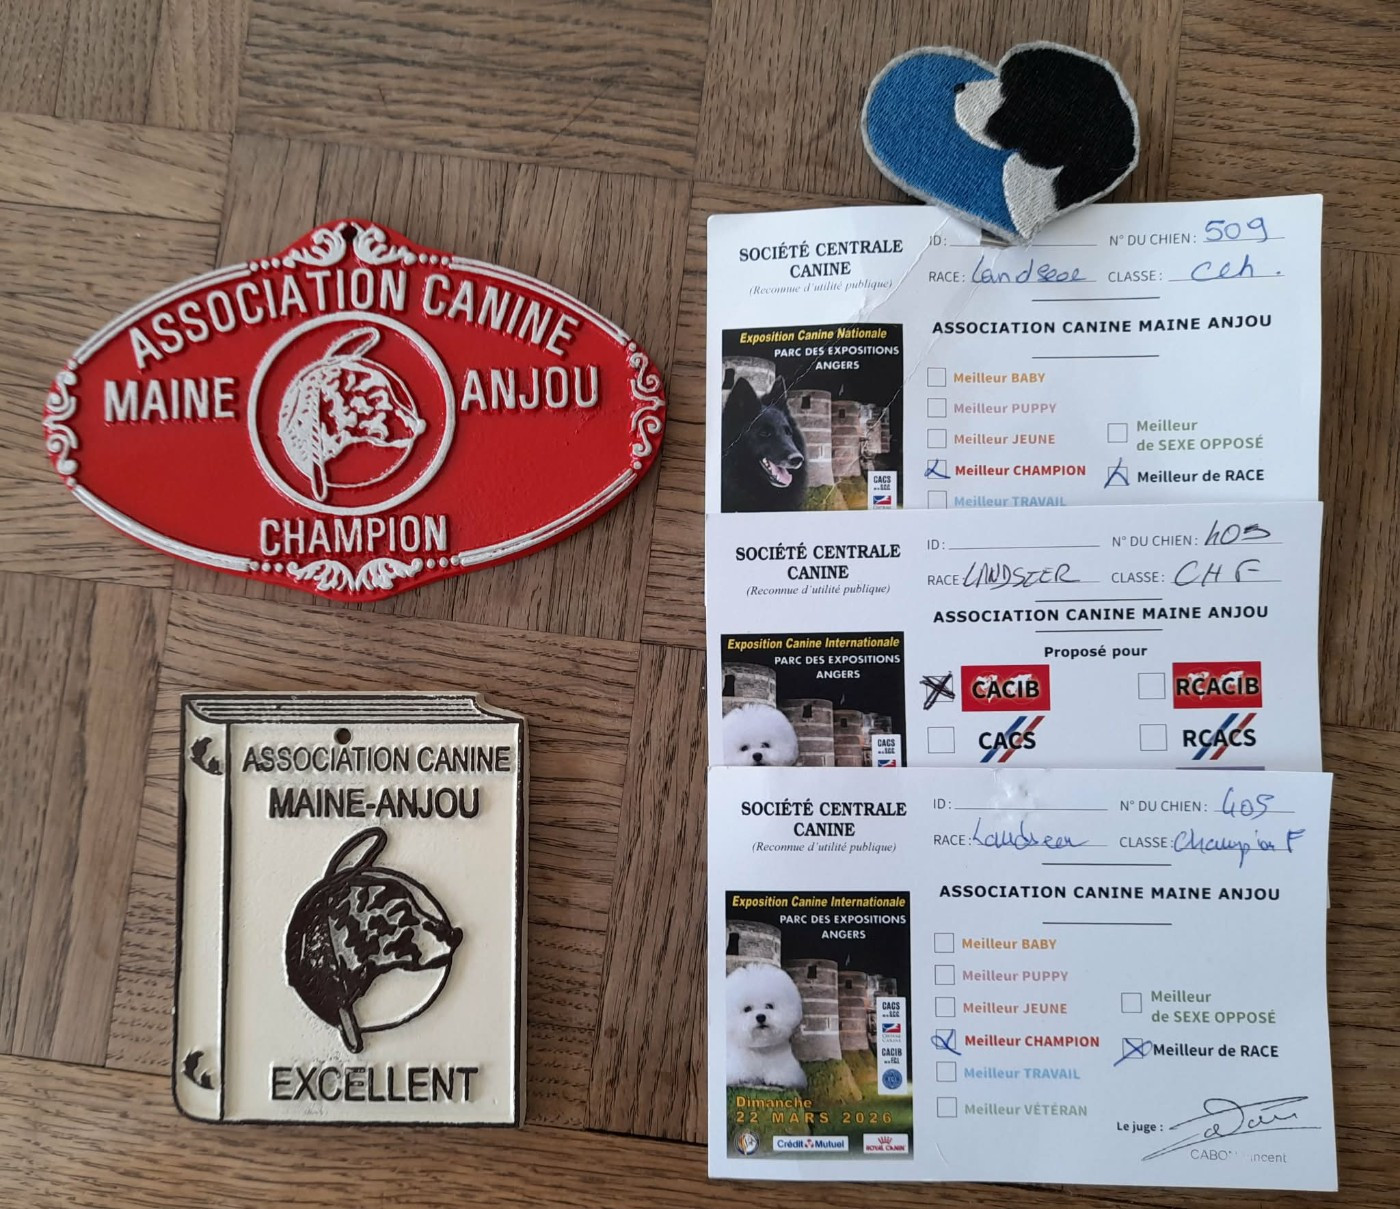 ASSOCIATION CANINE
MAINE ANJOU
CHAMPION
ASSOCIATION CANINE
MAINE-ANJOU
EXCELLENT
SOCIÉTÉ CENTRALE
CANINE
(Reconnue d'utilité publique)
ID: N° DU CHIEN: 509
RACE: Landseer CLASSE: CCh.
ASSOCIATION CANINE MAINE ANJOU
Exposition Canine Nationale
PARC DES EXPOSITIONS
ANGERS
CACS
Meilleur BABY
Meilleur PUPPY
Meilleur JEUNE
Meilleur CHAMPION
Meilleur TRAVAIL
Meilleur
de SEXE OPPOSÉ
Meilleur de RACE
SOCIÉTÉ CENTRALE
CANINE
(Reconnue d'utilité publique)
ID: N° DU CHIEN: 405
RACE: LANDSEER CLASSE: CH F
ASSOCIATION CANINE MAINE ANJOU
Proposé pour
CACIB RCACIB
CACS RCACS
Exposition Canine Internationale
PARC DES EXPOSITIONS
ANGERS
CACS
SOCIÉTÉ CENTRALE
CANINE
(Reconnue d'utilité publique)
ID: N° DU CHIEN: 405
RACE: Landseer CLASSE: Champion F
ASSOCIATION CANINE MAINE ANJOU
Exposition Canine Internationale
PARC DES EXPOSITIONS
ANGERS
CACS
CACIB
Dimanche
22 MARS 2026
Crédit Mutuel
ROYAL CANIN
Meilleur BABY
Meilleur PUPPY
Meilleur JEUNE
Meilleur CHAMPION
Meilleur TRAVAIL
Meilleur VÉTÉRAN
Meilleur
de SEXE OPPOSÉ
Meilleur de RACE
Le juge: